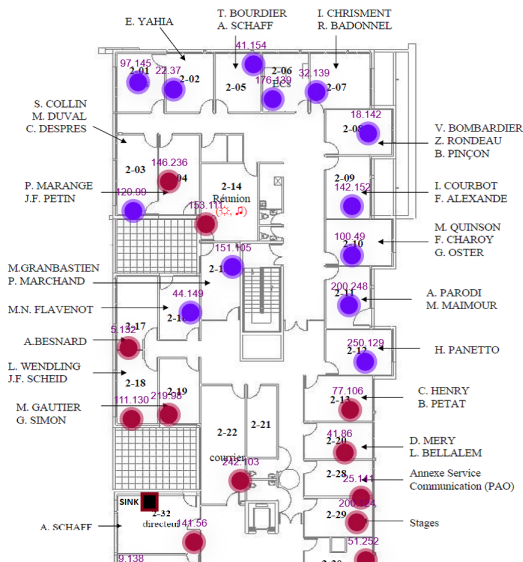 T. BOURDIER
A. SCHAFF
I. CHRISMENT
R. BADONNEL
E. YAHIA
41.154
97.145
22.37
2-01
2-02
2-05
2-06
176.139
32.139
2-07
S. COLLIN
M. DUVAL
C. DESPRES
18.142
V. BOMBARDIER
Z. RONDEAU
B. PINÇON
2-03
146.236
P. MARANGE
J.F. PETIN
120.99
2-14
Réunion
153.111
2-09
142.152
I. COURBOT
F. ALEXANDE
100.49
2-10
M. QUINSON
F. CHAROY
G. OSTER
M.GRANBASTIEN
P. MARCHAND
151.105
M.N. FLAVENOT
44.149
200.248
2-11
A. PARODI
M. MAIMOUR
2-17
5.152
A.BESNARD
250.129
2-12
H. PANETTO
L. WENDLING
J.F. SCHEID
2-18
2-19
77.106
2-13
C. HENRY
B. PETAT
M. GAUTIER
G. SIMON
111.130
219.98
2-22
2-21
courrier
242.103
41.86
2-20
D. MERY
L. BELLALEM
2-28
25.141
Annexe Service
Communication (PAO)
2-29
Stages
SINK
2-32
directeur
141.56
A. SCHAFF
9.138
51.252